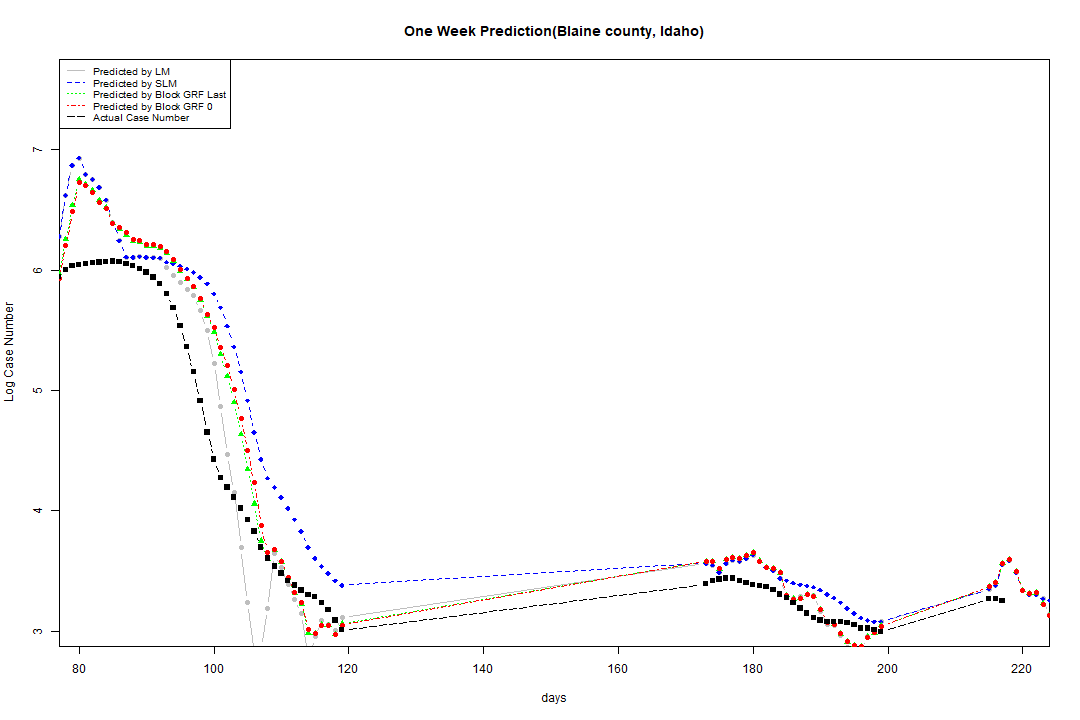 One Week Prediction(Blaine county, Idaho)
Predicted by LM
Predicted by SLM
Predicted by Block GRF Last
Predicted by Block GRF 0
Actual Case Number
7
6
5
4
3
Log Case Number
80 100 120 140 160 180 200 220
days